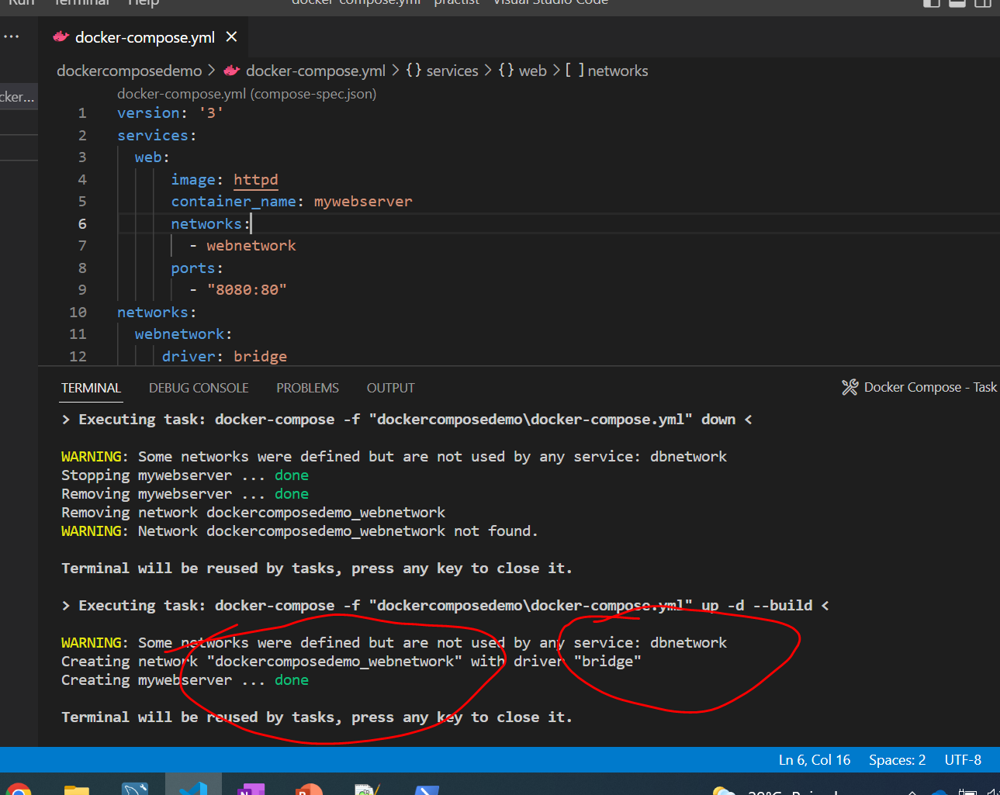 Terminal Help docker-compose.yml practist Visual Studio Code
docker-compose.yml
dockercomposedemo > docker-compose.yml > {} services > {} web > [ ] networks
cker...
docker-compose.yml (compose-spec.json)
1 version: '3'
2 services:
3 web:
4 image: httpd
5 container_name: mywebserver
6 networks:
7 - webnetwork
8 ports:
9 - "8080:80"
10 networks:
11 webnetwork:
12 driver: bridge
TERMINAL DEBUG CONSOLE PROBLEMS OUTPUT Docker Compose - Task
> Executing task: docker-compose -f "dockercomposedemo\docker-compose.yml" down <
WARNING: Some networks were defined but are not used by any service: dbnetwork
Stopping mywebserver ... done
Removing mywebserver ... done
Removing network dockercomposedemo_webnetwork
WARNING: Network dockercomposedemo_webnetwork not found.
Terminal will be reused by tasks, press any key to close it.
> Executing task: docker-compose -f "dockercomposedemo\docker-compose.yml" up -d --build <
WARNING: Some networks were defined but are not used by any service: dbnetwork
Creating network "dockercomposedemo_webnetwork" with driver "bridge"
Creating mywebserver ... done
Terminal will be reused by tasks, press any key to close it.
Ln 6, Col 16 Spaces: 2 UTF-8